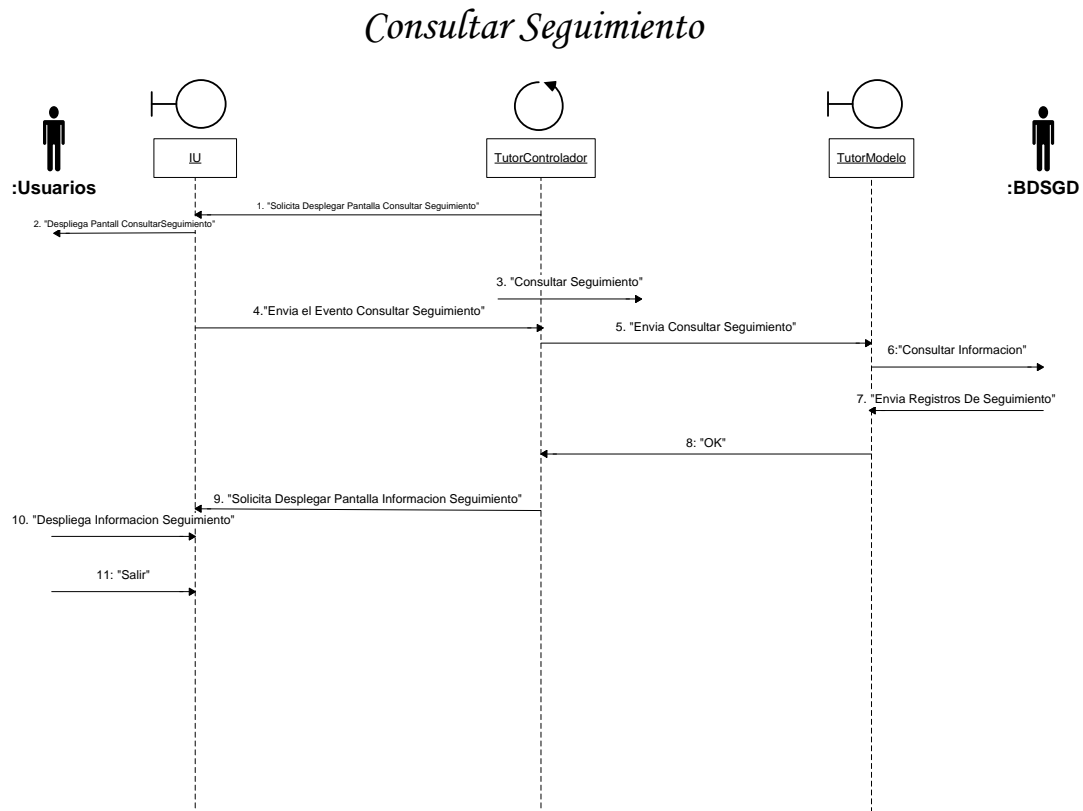 Consultar Seguimiento
:Usuarios
IU
TutorControlador
TutorModelo
:BDSGD
1. "Solicita Desplegar Pantalla Consultar Seguimiento"
2. "Despliega Pantall ConsultarSeguimiento"
3. "Consultar Seguimiento"
4."Envia el Evento Consultar Seguimiento"
5. "Envia Consultar Seguimiento"
6:"Consultar Informacion"
7. "Envia Registros De Seguimiento"
8: "OK"
9. "Solicita Desplegar Pantalla Informacion Seguimiento"
10. "Despliega Informacion Seguimiento"
11: "Salir"